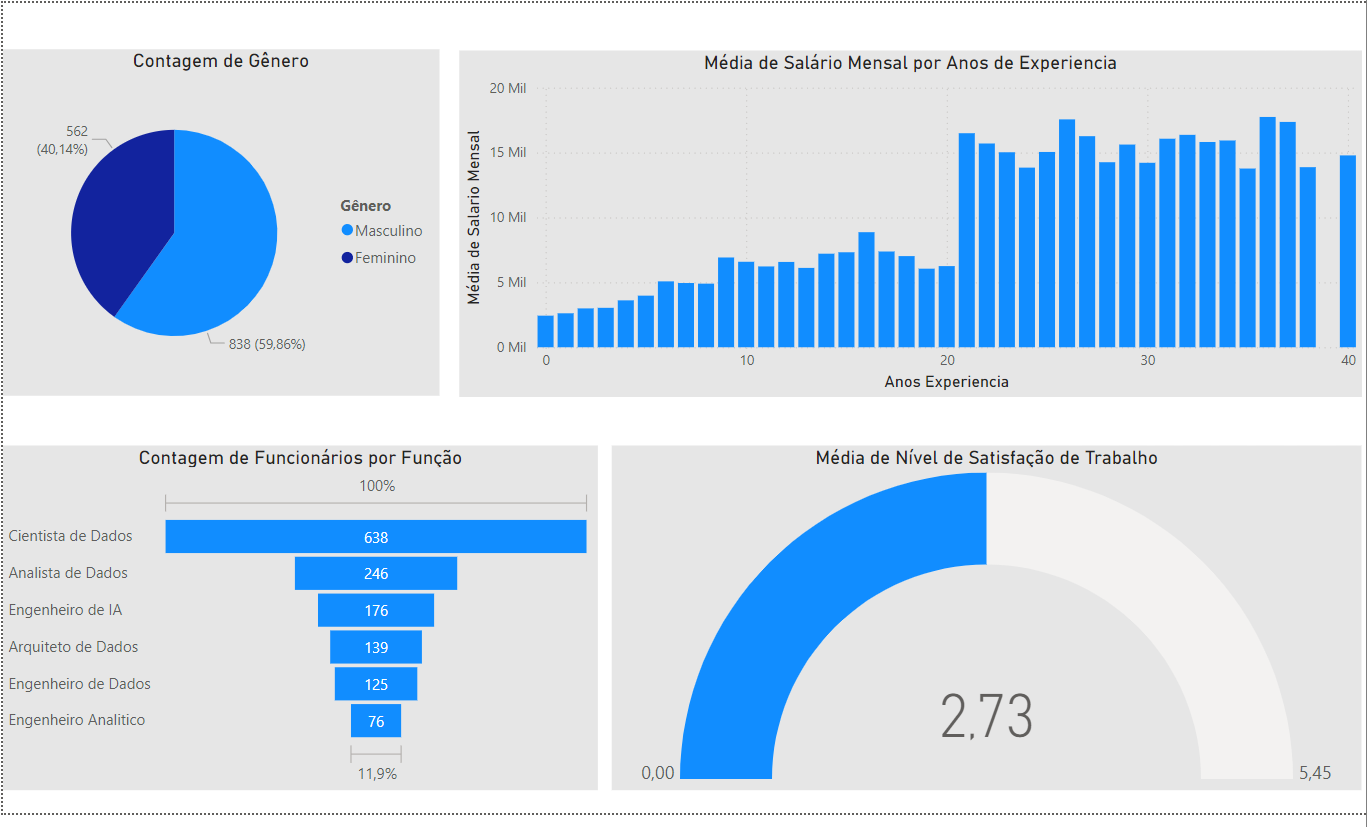 Contagem de Gênero
562
(40,14%)
838 (59,86%)
Gênero
Masculino
Feminino
Média de Salário Mensal por Anos de Experiencia
Média de Salario Mensal
20 Mil
15 Mil
10 Mil
5 Mil
0 Mil
0
10
20
30
40
Anos Experiencia
Contagem de Funcionários por Função
100%
Cientista de Dados
638
Analista de Dados
246
Engenheiro de IA
176
Arquiteto de Dados
139
Engenheiro de Dados
125
Engenheiro Analitico
76
11,9%
Média de Nível de Satisfação de Trabalho
2,73
0,00
5,45